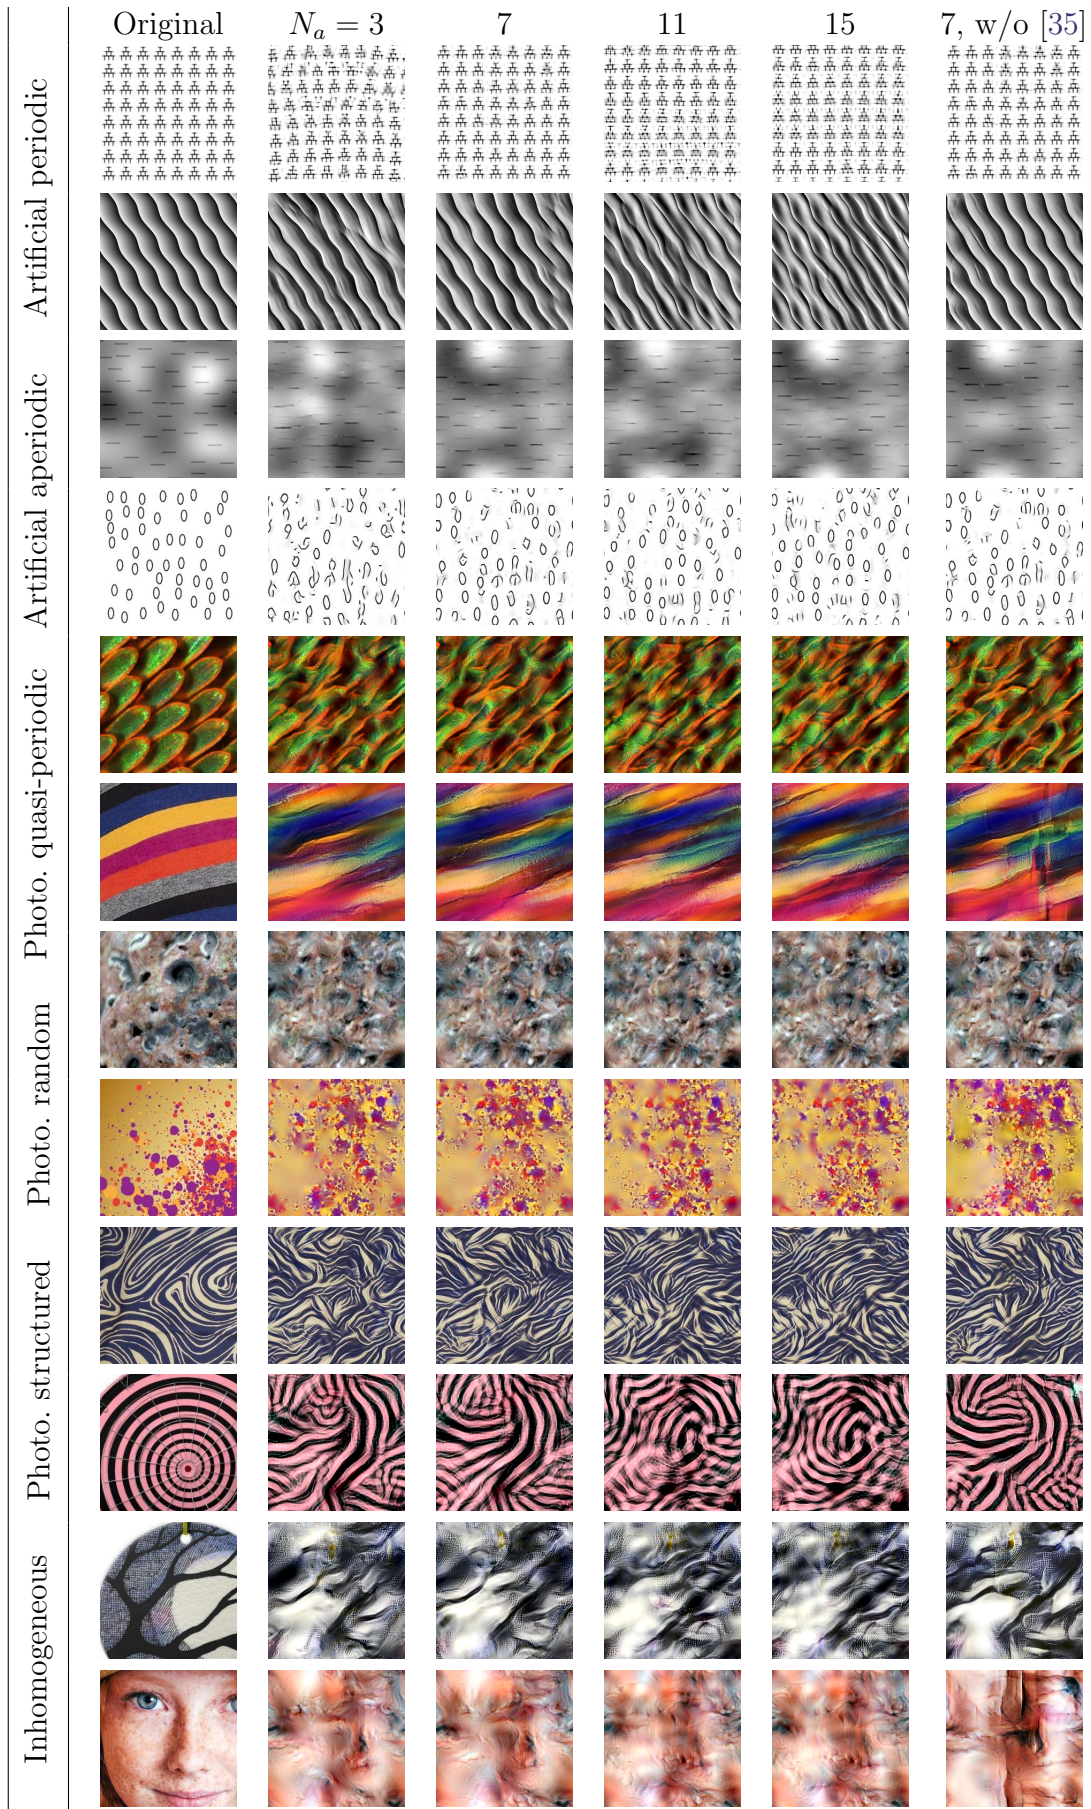 Original N_a = 3 7 11 15 7, w/o [35]
Artificial periodic
Artificial aperiodic
Photo. quasi-periodic
Photo. random
Photo. structured
Inhomogeneous